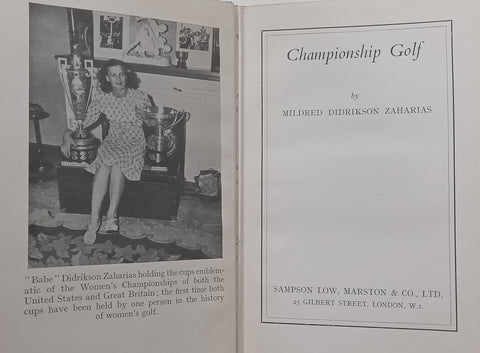 "Babe" Didrikson Zaharias holding the cups emblem-
atic of the Women's Championships of both the
United States and Great Britain; the first time both
cups have been held by one person in the history
of women's golf.
Championship Golf
by
MILDRED DIDRIKSON ZAHARIAS
SAMPSON LOW, MARSTON & CO., LTD.
25 GILBERT STREET, LONDON, W.1.